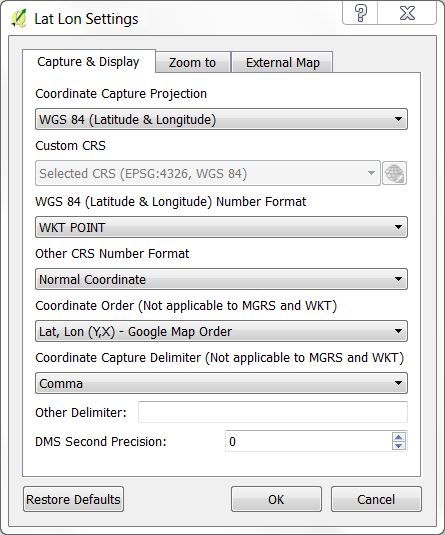 Lat Lon Settings
Capture & Display
Zoom to
External Map
Coordinate Capture Projection
WGS 84 (Latitude & Longitude)
Custom CRS
Selected CRS (EPSG:4326, WGS 84)
WGS 84 (Latitude & Longitude) Number Format
WKT POINT
Other CRS Number Format
Normal Coordinate
Coordinate Order (Not applicable to MGRS and WKT)
Lat, Lon (Y,X) - Google Map Order
Coordinate Capture Delimiter (Not applicable to MGRS and WKT)
Comma
Other Delimiter:
DMS Second Precision: 0
Restore Defaults
OK
Cancel